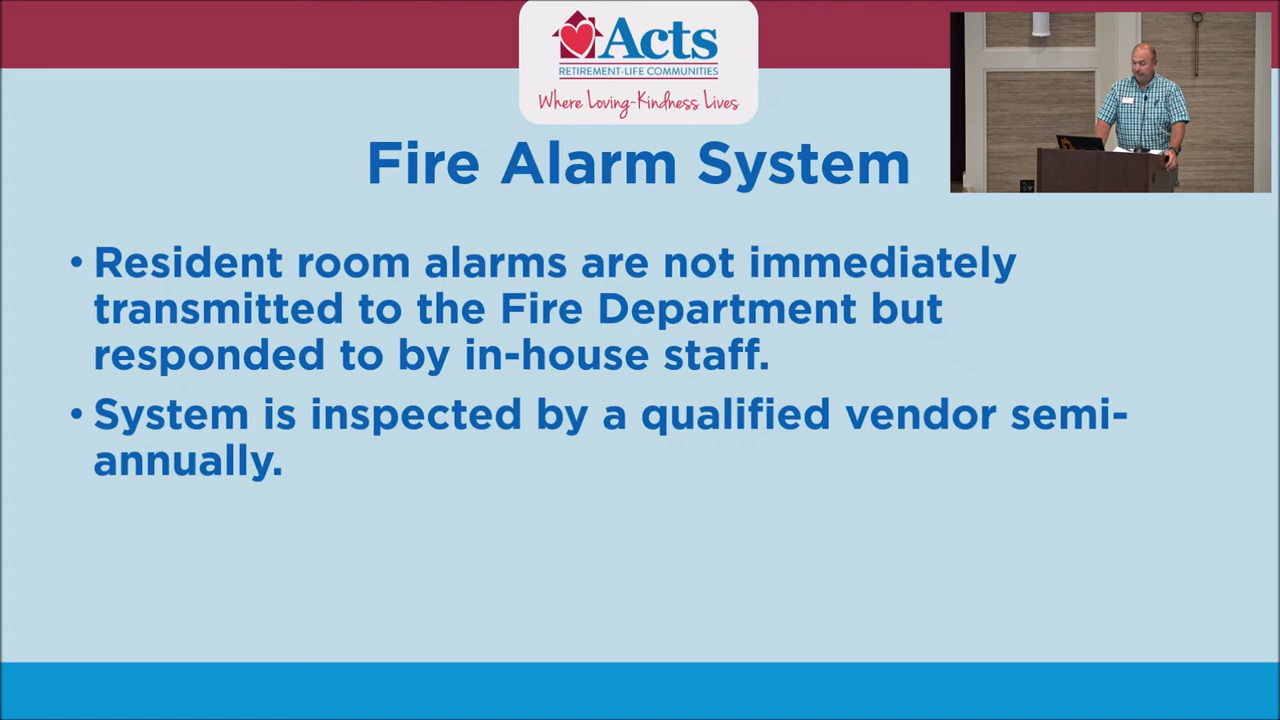 Acts
RETIREMENT-LIFE COMMUNITIES
Where Loving-Kindness Lives
Fire Alarm System
• Resident room alarms are not immediately
transmitted to the Fire Department but
responded to by in-house staff.
• System is inspected by a qualified vendor semi-
annually.